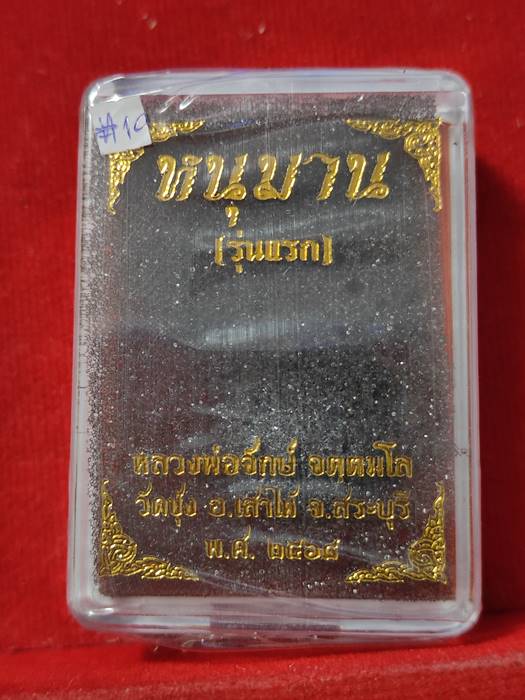 #10
หนุมาน
(รุ่นแรก)
หลวงพ่อจักษ์ จตฺตมโล
วัดชุ้ง อ.เสาไห้ จ.สระบุรี
พ.ศ. ๒๕๖๘